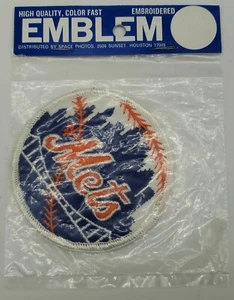 HIGH QUALITY, COLOR FAST EMBROIDERED
EMBLEM
DISTRIBUTED BY SPACE PHOTOS, 2608 SUNSET, HOUSTON 77005
Mets